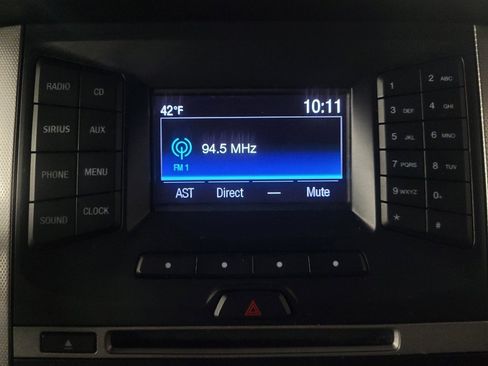 RADIO CD
SIRIUS AUX
PHONE MENU
SOUND CLOCK
42°F 10:11
94.5 MHz
FM 1
AST Direct — Mute
1 2 ABC
3 DEF 4 GHI
5 JKL 6 MNO
7 PQRS 8 TUV
9 WXYZ 0+
* #